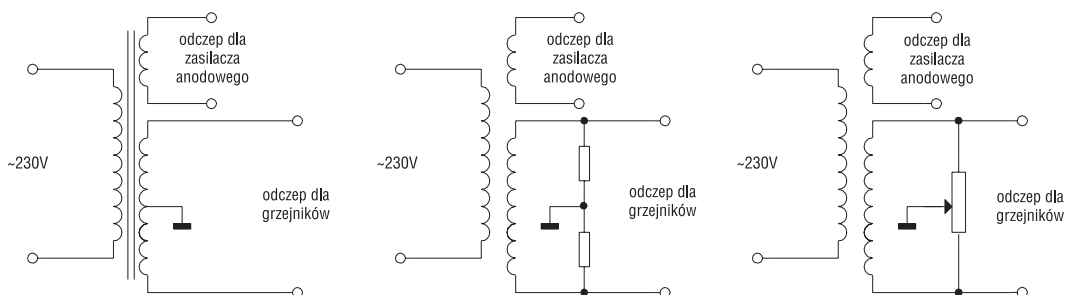 odczep dla
zasilacza
anodowego
~230V
odczep dla
grzejników
odczep dla
zasilacza
anodowego
~230V
odczep dla
grzejników
odczep dla
zasilacza
anodowego
~230V
odczep dla
grzejników